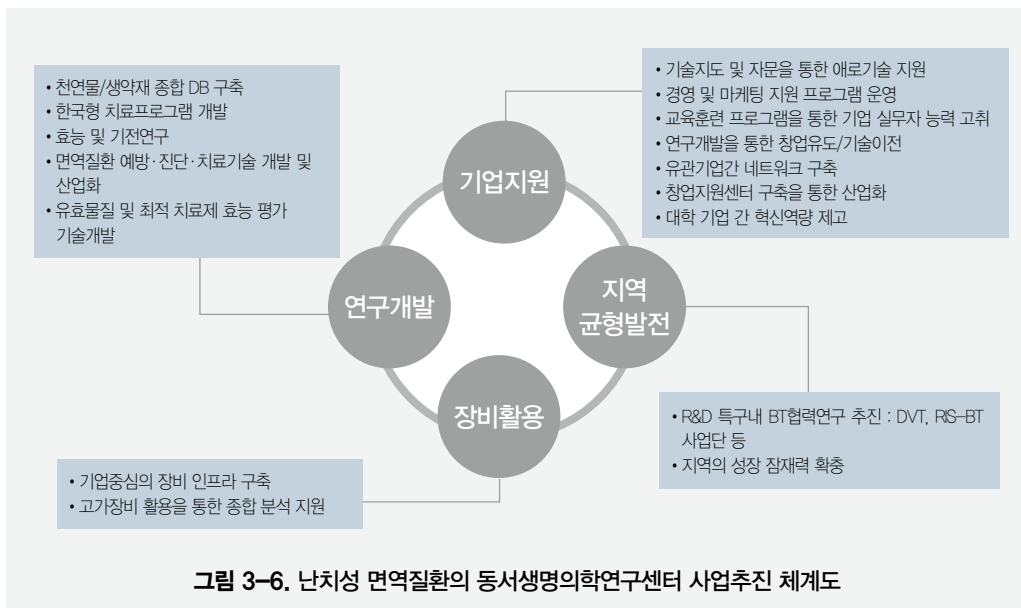 • 천연물/생약재 종합 DB 구축
• 한국형 치료프로그램 개발
• 효능 및 기전연구
• 면역질환 예방·진단·치료기술 개발 및
산업화
• 유효물질 및 최적 치료제 효능 평가
기술개발
• 기술지도 및 자문을 통한 애로기술 지원
• 경영 및 마케팅 지원 프로그램 운영
• 교육훈련 프로그램을 통한 기업 실무자 능력 고취
• 연구개발을 통한 창업유도/기술이전
• 유관기업간 네트워크 구축
• 창업지원센터 구축을 통한 산업화
• 대학 기업 간 혁신역량 제고
기업지원
연구개발
지역
균형발전
장비활용
• R&D 특구내 BT협력연구 추진 : DVT, RIS-BT
사업단 등
• 지역의 성장 잠재력 확충
• 기업중심의 장비 인프라 구축
• 고가장비 활용을 통한 종합 분석 지원
그림 3-6. 난치성 면역질환의 동서생명의학연구센터 사업추진 체계도